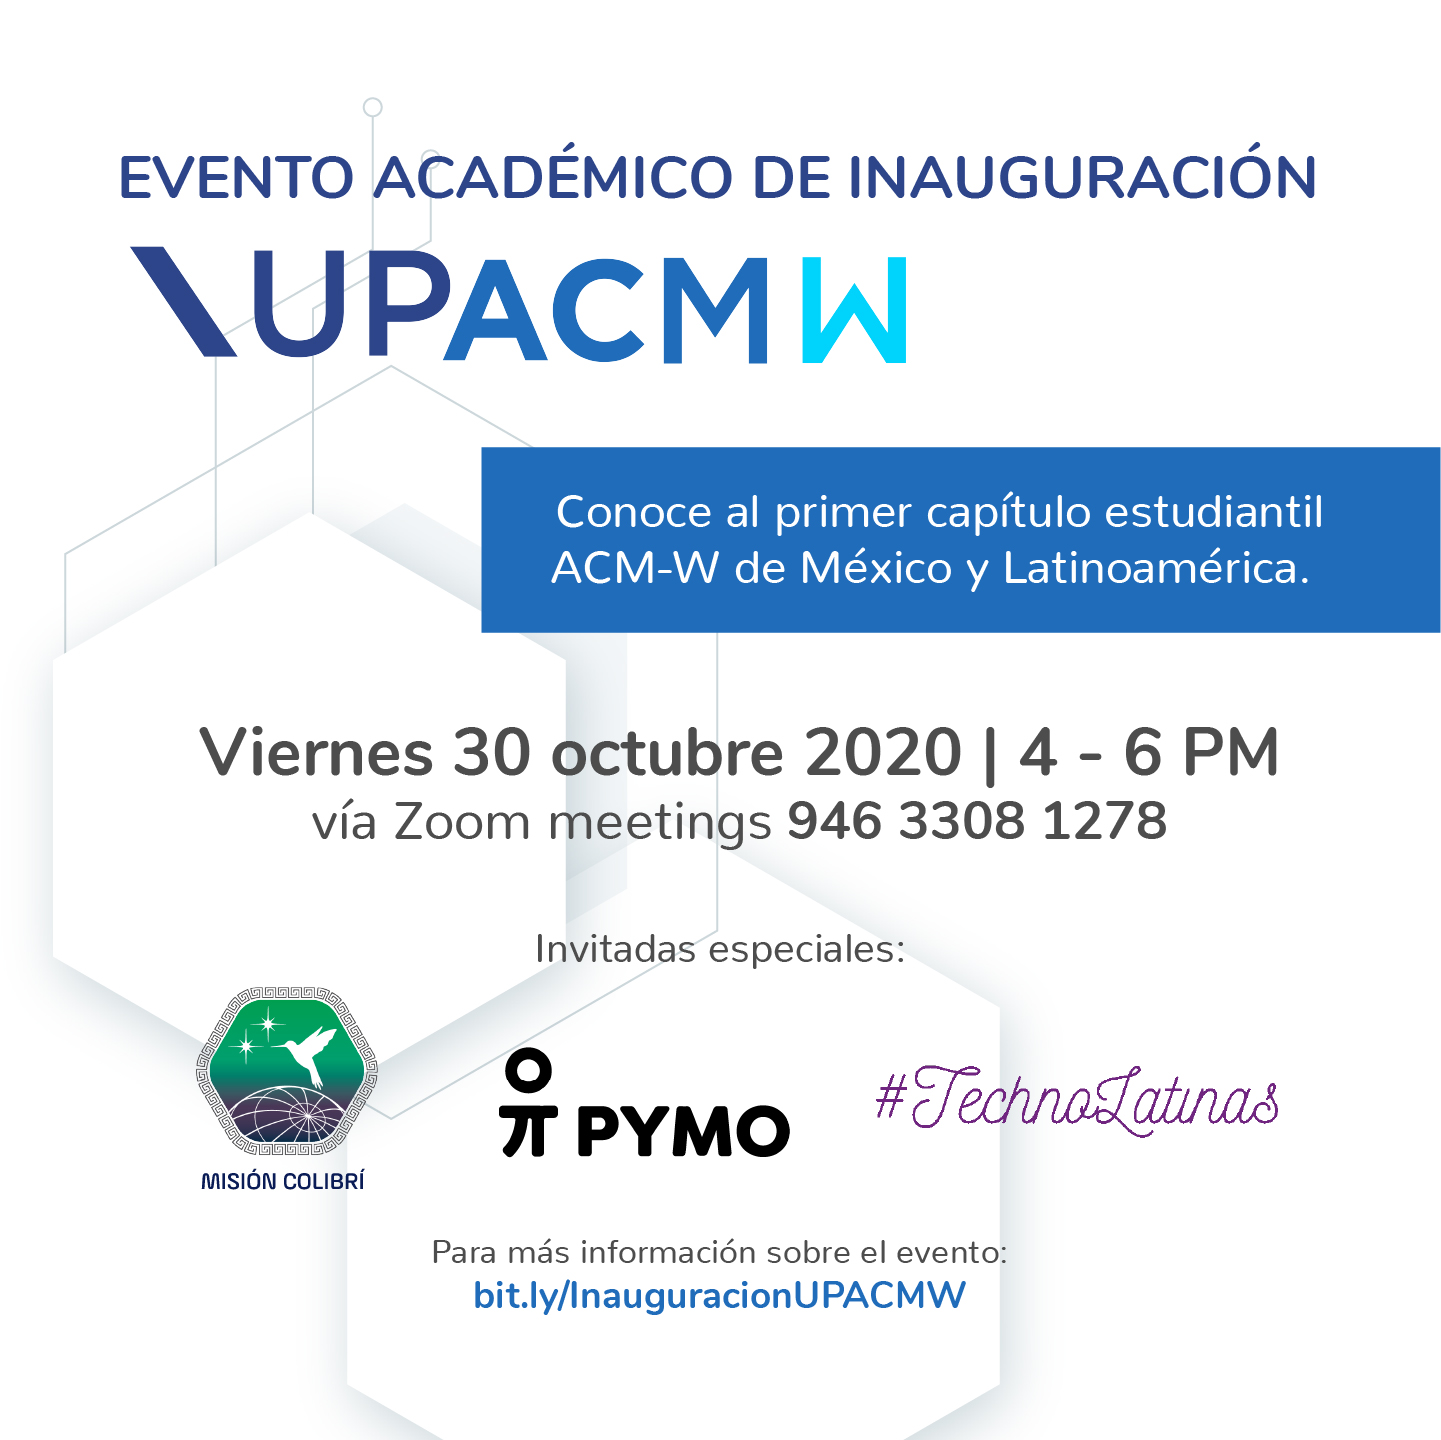 EVENTO ACADÉMICO DE INAUGURACIÓN
\UPACMW
Conoce al primer capítulo estudiantil
ACM-W de México y Latinoamérica.
Viernes 30 octubre 2020 | 4 - 6 PM
vía Zoom meetings 946 3308 1278
Invitadas especiales:
MISIÓN COLIBRÍ
PYMO
#TechnoLatinas
Para más información sobre el evento:
bit.ly/InauguracionUPACMW